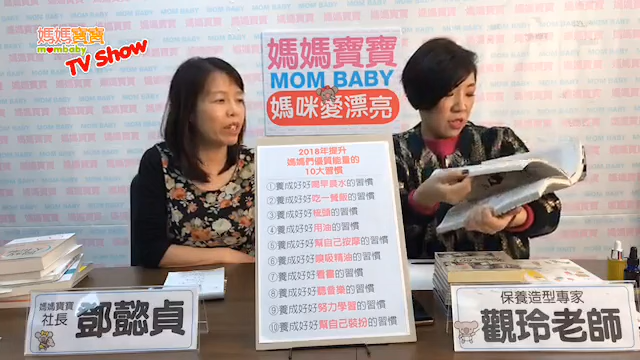 媽媽寶寶
mombaby
TV Show
媽媽寶寶
MOM BABY
媽咪愛漂亮
2018年提升
媽媽們優質能量的
10大習慣
①養成好好喝甲賀水的習慣
②養成好好吃一餐飯的習慣
③養成好好梳頭的習慣
④養成好好用油的習慣
⑤養成好好幫自己按摩的習慣
⑥養成好好嗅吸精油的習慣
⑦養成好好看書的習慣
⑧養成好好聽音樂的習慣
⑨養成好好努力學習的習慣
⑩養成好好幫自己裝扮的習慣
媽媽寶寶
社長
鄧懿貞
保養造型專家
觀玲老師